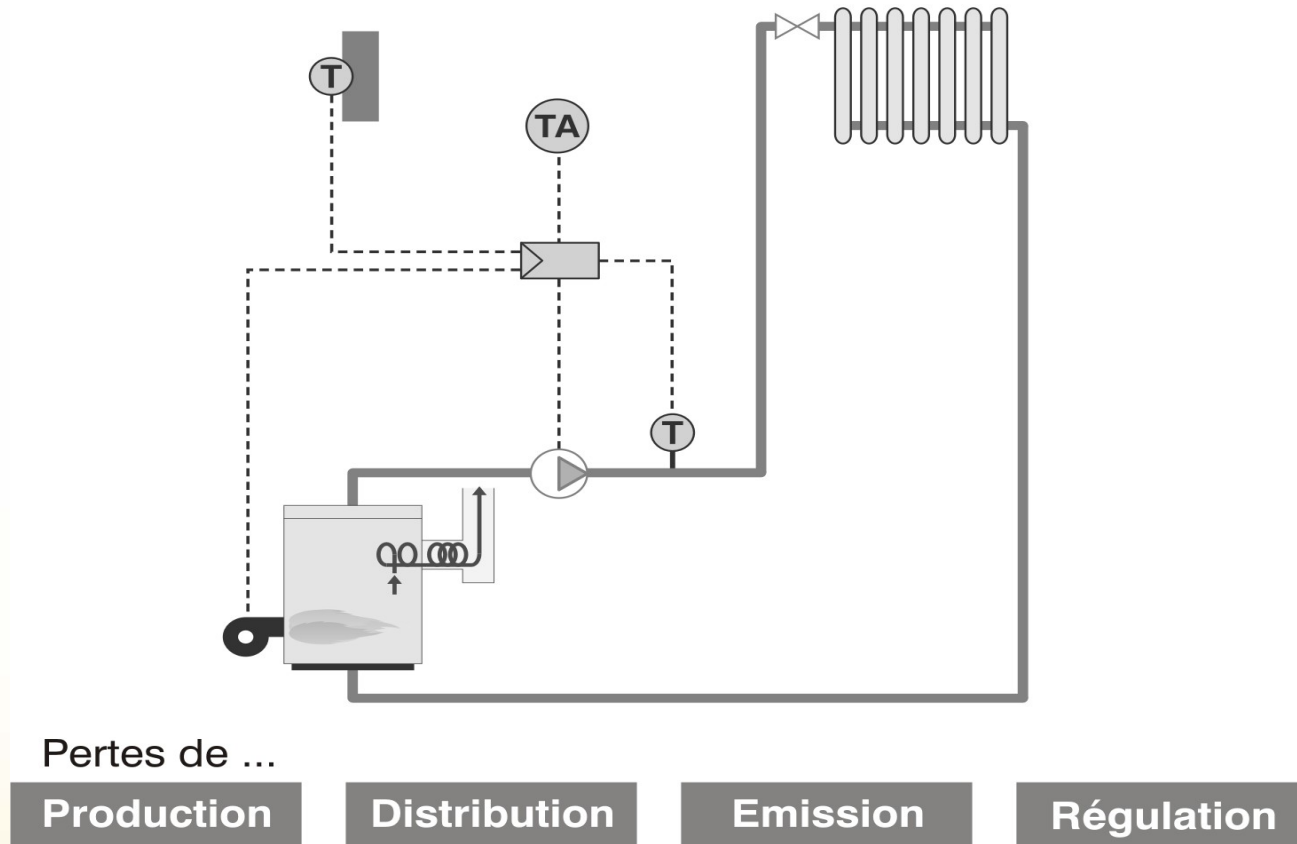 T
TA
T
Pertes de ...
Production
Distribution
Emission
Régulation